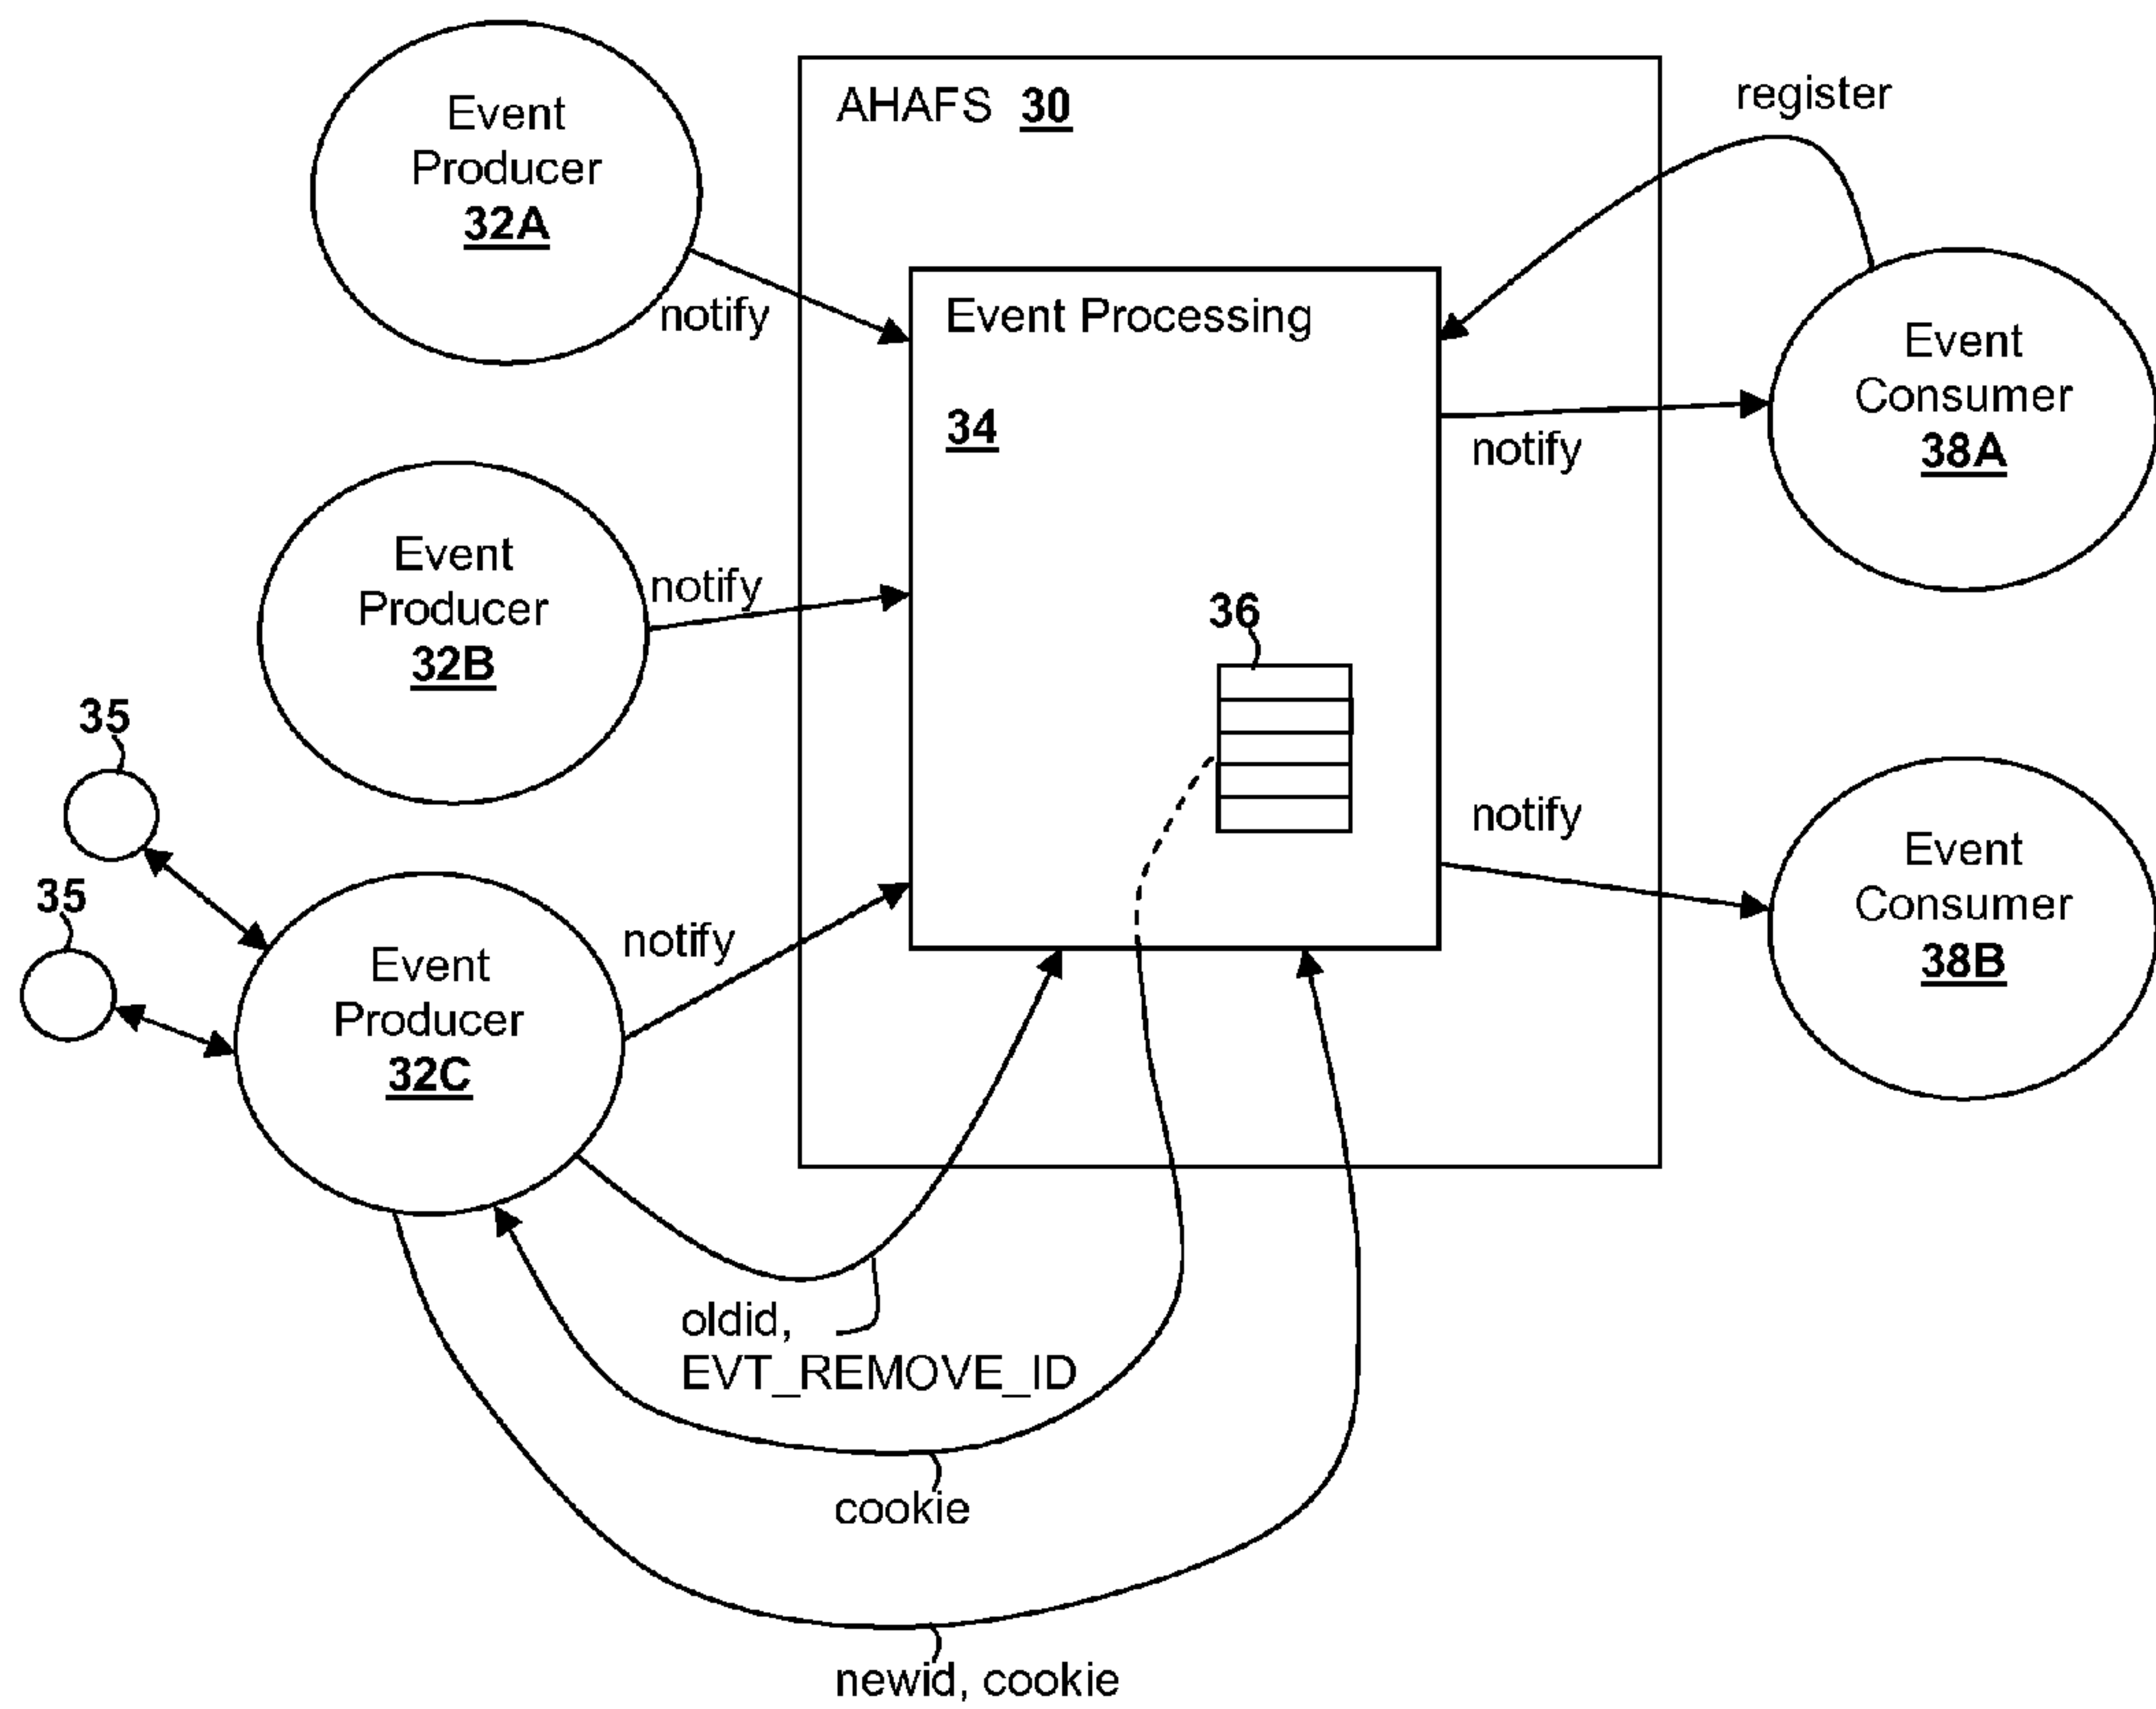 Event
Producer
32A
AHAFS 30
register
notify
Event Processing
34
Event
Consumer
38A
notify
Event
Producer
32B
notify
36
35
35
Event
Producer
32C
notify
notify
Event
Consumer
38B
oldid,
EVT_REMOVE_ID
cookie
newid, cookie